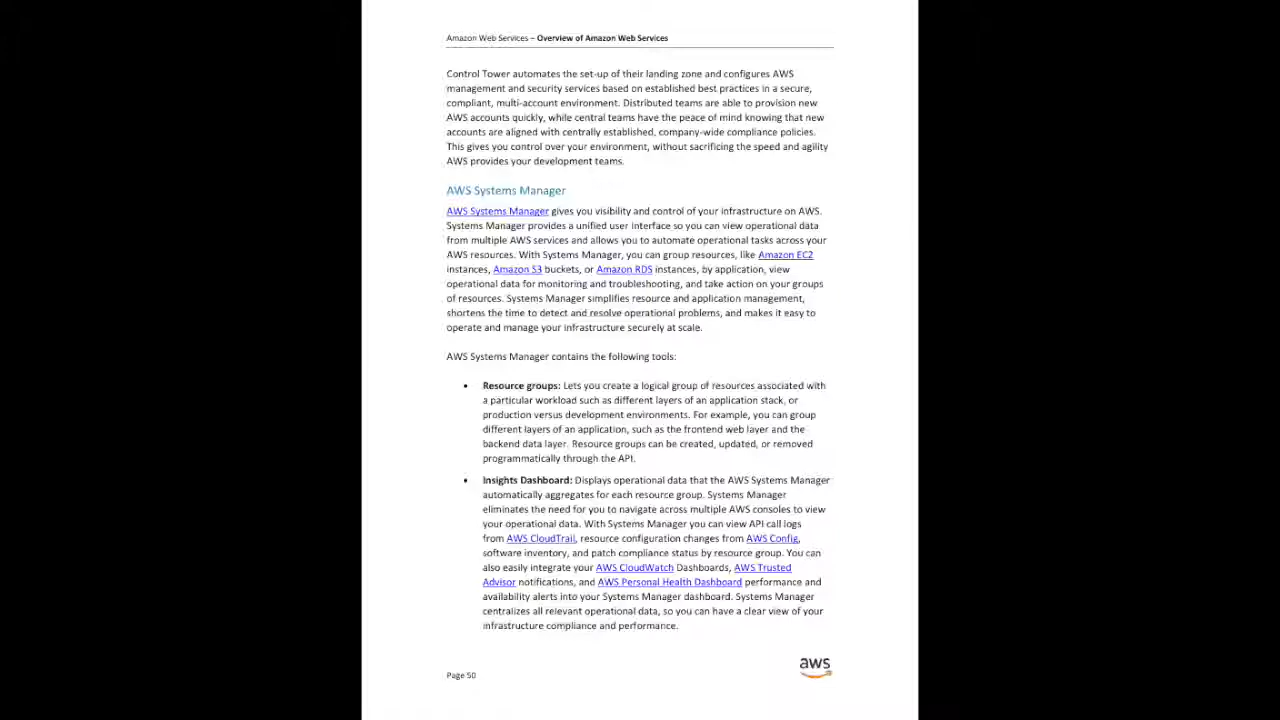 Amazon Web Services – Overview of Amazon Web Services
Control Tower automates the set-up of their landing zone and configures AWS
management and security services based on established best practices in a secure,
compliant, multi-account environment. Distributed teams are able to provision new
AWS accounts quickly, while central teams have the peace of mind knowing that new
accounts are aligned with centrally established, company-wide compliance policies.
This gives you control over your environment, without sacrificing the speed and agility
AWS provides your development teams.
AWS Systems Manager
AWS Systems Manager gives you visibility and control of your infrastructure on AWS.
Systems Manager provides a unified user interface so you can view operational data
from multiple AWS services and allows you to automate operational tasks across your
AWS resources. With Systems Manager, you can group resources, like Amazon EC2
instances, Amazon S3 buckets, or Amazon RDS instances, by application, view
operational data for monitoring and troubleshooting, and take action on your groups
of resources. Systems Manager simplifies resource and application management,
shortens the time to detect and resolve operational problems, and makes it easy to
operate and manage your infrastructure securely at scale.
AWS Systems Manager contains the following tools:
• Resource groups: Lets you create a logical group of resources associated with
a particular workload such as different layers of an application stack, or
production versus development environments. For example, you can group
different layers of an application, such as the frontend web layer and the
backend data layer. Resource groups can be created, updated, or removed
programmatically through the API.
• Insights Dashboard: Displays operational data that the AWS Systems Manager
automatically aggregates for each resource group. Systems Manager
eliminates the need for you to navigate across multiple AWS consoles to view
your operational data. With Systems Manager you can view API call logs
from AWS CloudTrail, resource configuration changes from AWS Config,
software inventory, and patch compliance status by resource group. You can
also easily integrate your AWS CloudWatch Dashboards, AWS Trusted
Advisor notifications, and AWS Personal Health Dashboard performance and
availability alerts into your Systems Manager dashboard. Systems Manager
centralizes all relevant operational data, so you can have a clear view of your
infrastructure compliance and performance.
aws
Page 50